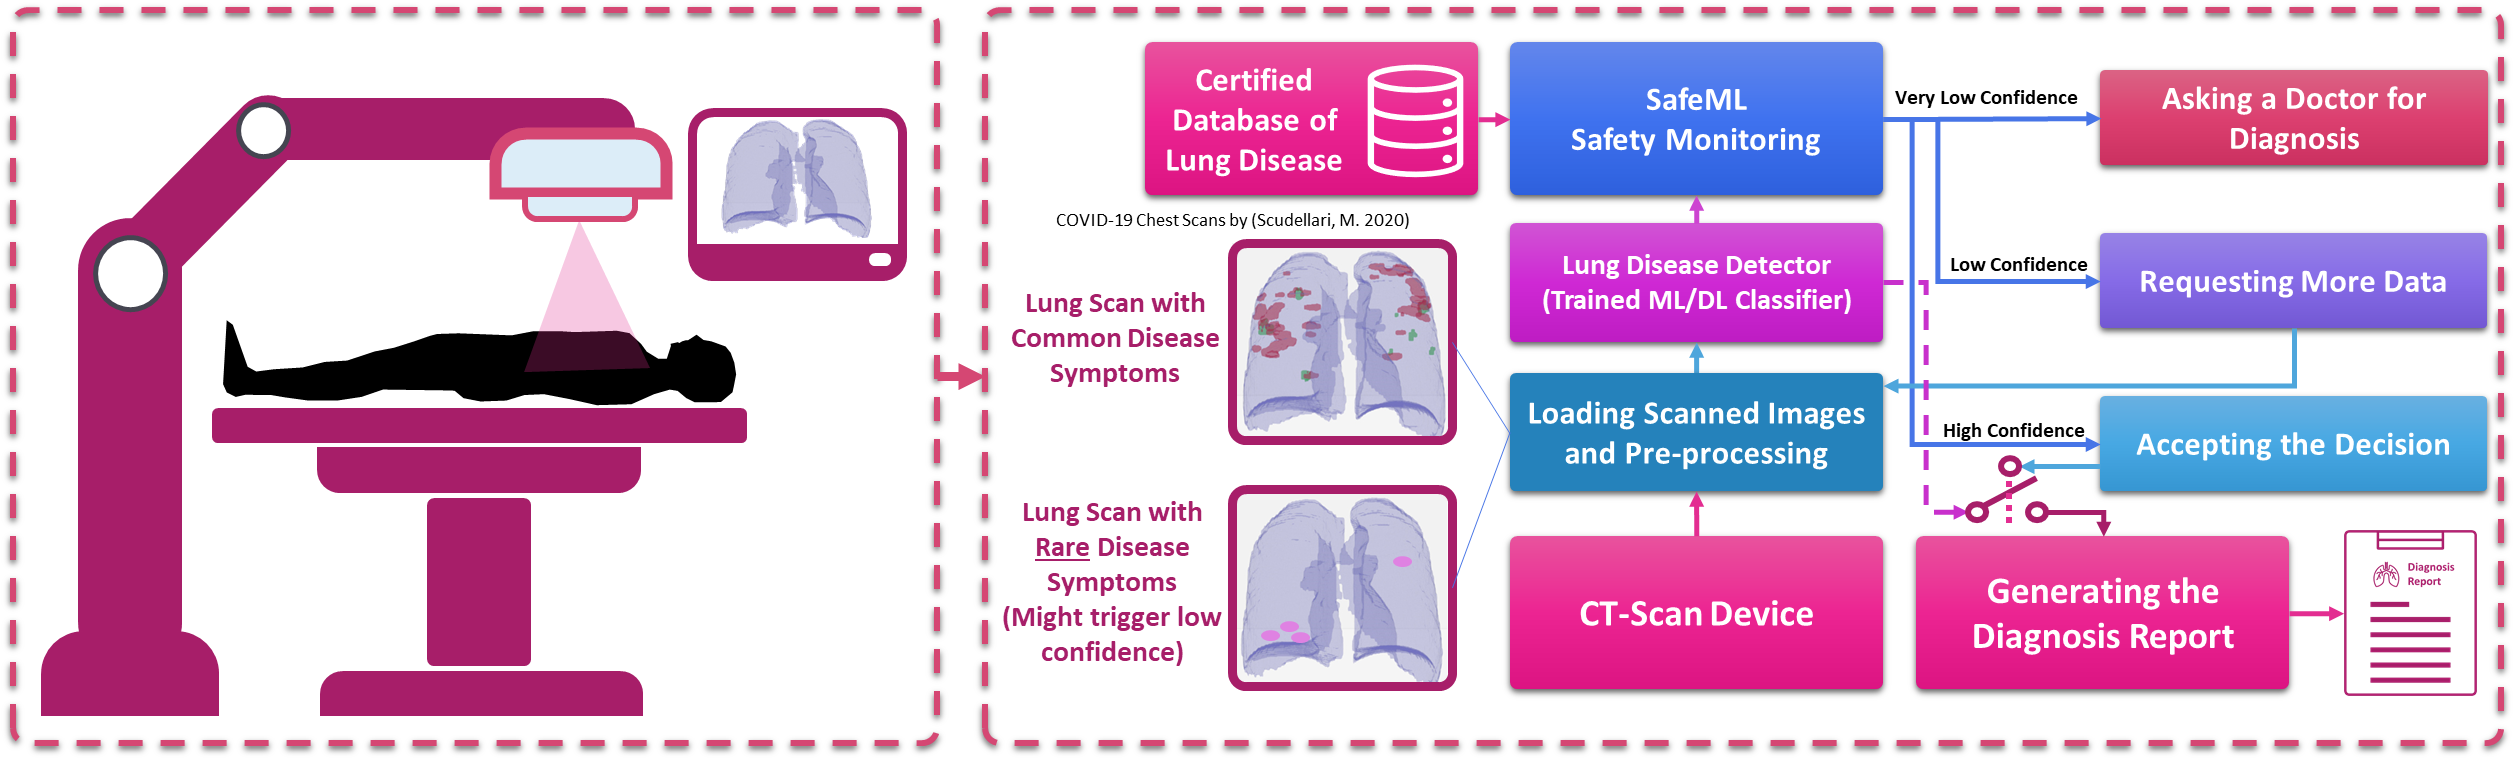 Certified
Database of
Lung Disease
SafeML
Safety Monitoring
Very Low Confidence
Asking a Doctor for
Diagnosis
COVID-19 Chest Scans by (Scudellari, M. 2020)
Lung Scan with
Common Disease
Symptoms
Lung Disease Detector
(Trained ML/DL Classifier)
Low Confidence
Requesting More Data
Loading Scanned Images
and Pre-processing
High Confidence
Accepting the Decision
Lung Scan with
Rare Disease
Symptoms
(Might trigger low
confidence)
CT-Scan Device
Generating the
Diagnosis Report
Diagnosis
Report